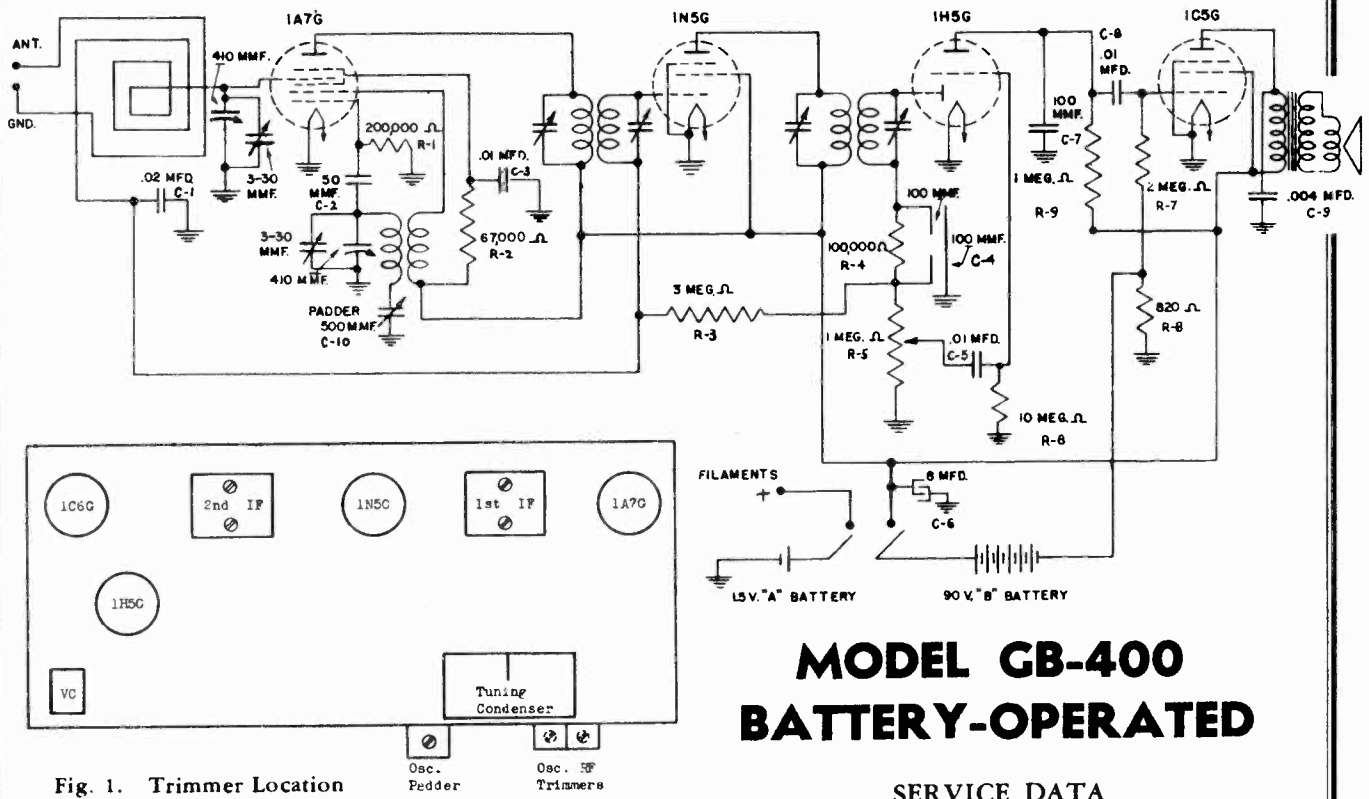 1A7G
1N5G
1H5G
1C5G
ANT.
GND.
410 MMF.
3-30
MMF.
.02 MFD.
C-1
200,000 Ω
R-1
50
MMF.
C-2
.01 MFD.
C-3
3-30
MMF.
410 MMF.
67,000 Ω
R-2
PADDER
500 MMF.
C-10
3 MEG. Ω
R-3
100 MMF.
100 MMF.
C-4
100,000 Ω
R-4
1 MEG. Ω
R-5
.01 MFD.
C-5
10 MEG. Ω
R-6
100
MMF.
C-7
C-8
.01
MFD.
1 MEG. Ω
R-9
2 MEG. Ω
R-7
820 Ω
R-8
.004 MFD.
C-9
FILAMENTS
+
8 MFD.
C-6
1.5 V. "A" BATTERY
90 V. "B" BATTERY
1C6G
2nd IF
1N5G
1st IF
1A7G
1H5G
VC
Tuning
Condenser
Osc.
Padder
Osc. RF
Trimmers
Fig. 1. Trimmer Location
MODEL GB-400
BATTERY-OPERATED
SERVICE DATA